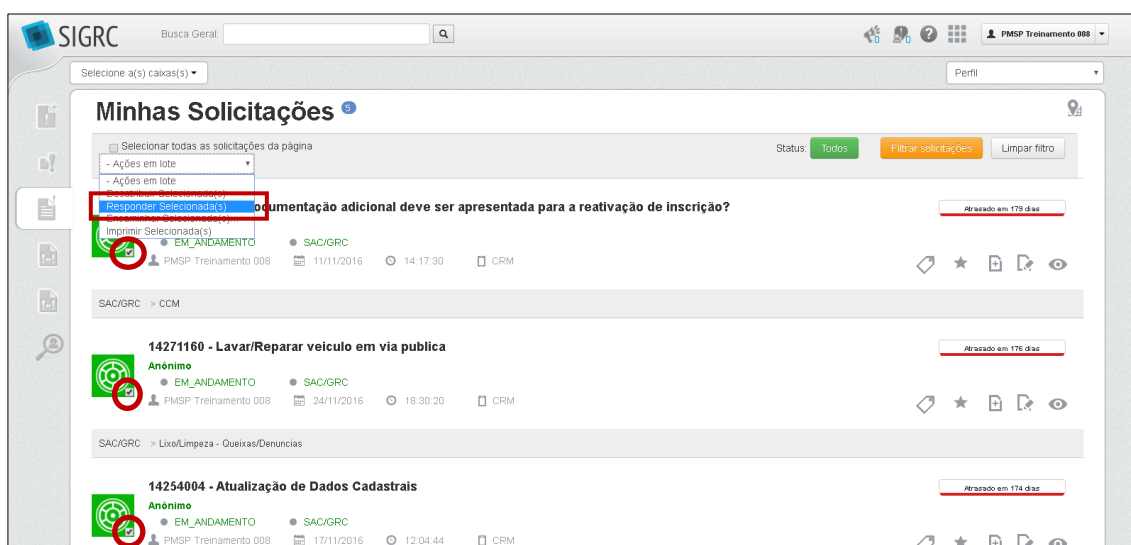 SIGRC
Busca Geral:
PMSP Treinamento 008
Selecione a(s) caixas(s)
Perfil
Minhas Solicitações 5
Selecionar todas as solicitações da página
Status: Todos Filtrar solicitações Limpar filtro
- Ações em lote
- Ações em lote
Responder Selecionada(s)
Encaminhar Selecionada(s)
Imprimir Selecionada(s)
documentação adicional deve ser apresentada para a reativação de inscrição?
Atrasado em 179 dias
EM_ANDAMENTO SAC/GRC
PMSP Treinamento 008 11/11/2016 14:17:30 CRM
SAC/GRC > CCM
14271160 - Lavar/Reparar veiculo em via publica
Atrasado em 176 dias
Anônimo
EM_ANDAMENTO SAC/GRC
PMSP Treinamento 008 24/11/2016 18:30:20 CRM
SAC/GRC > Lixo/Limpeza - Queixas/Denuncias
14254004 - Atualização de Dados Cadastrais
Atrasado em 174 dias
Anônimo
EM_ANDAMENTO SAC/GRC
PMSP Treinamento 008 17/11/2016 12:04:44 CRM